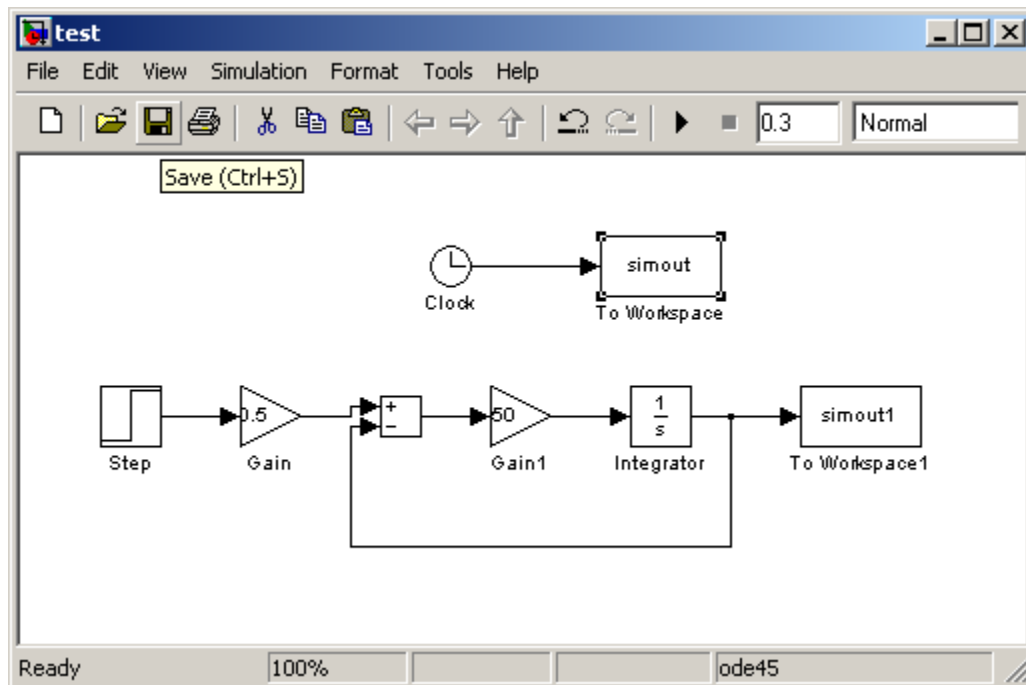 test
File Edit View Simulation Format Tools Help
0.3 Normal
Save (Ctrl+S)
simout
Clock
To Workspace
0.5 + − 50 1/s simout1
Step Gain Gain1 Integrator To Workspace1
Ready 100% ode45